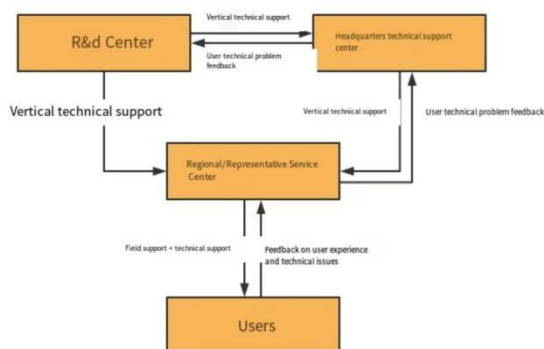 Vertical technical support
R&d Center
Headquarters technical support
center
User technical problem
feedback
Vertical technical support
Vertical technical support
User technical problem feedback
Regional/Representative Service
Center
Field support + technical support
Feedback on user experience
and technical issues
Users